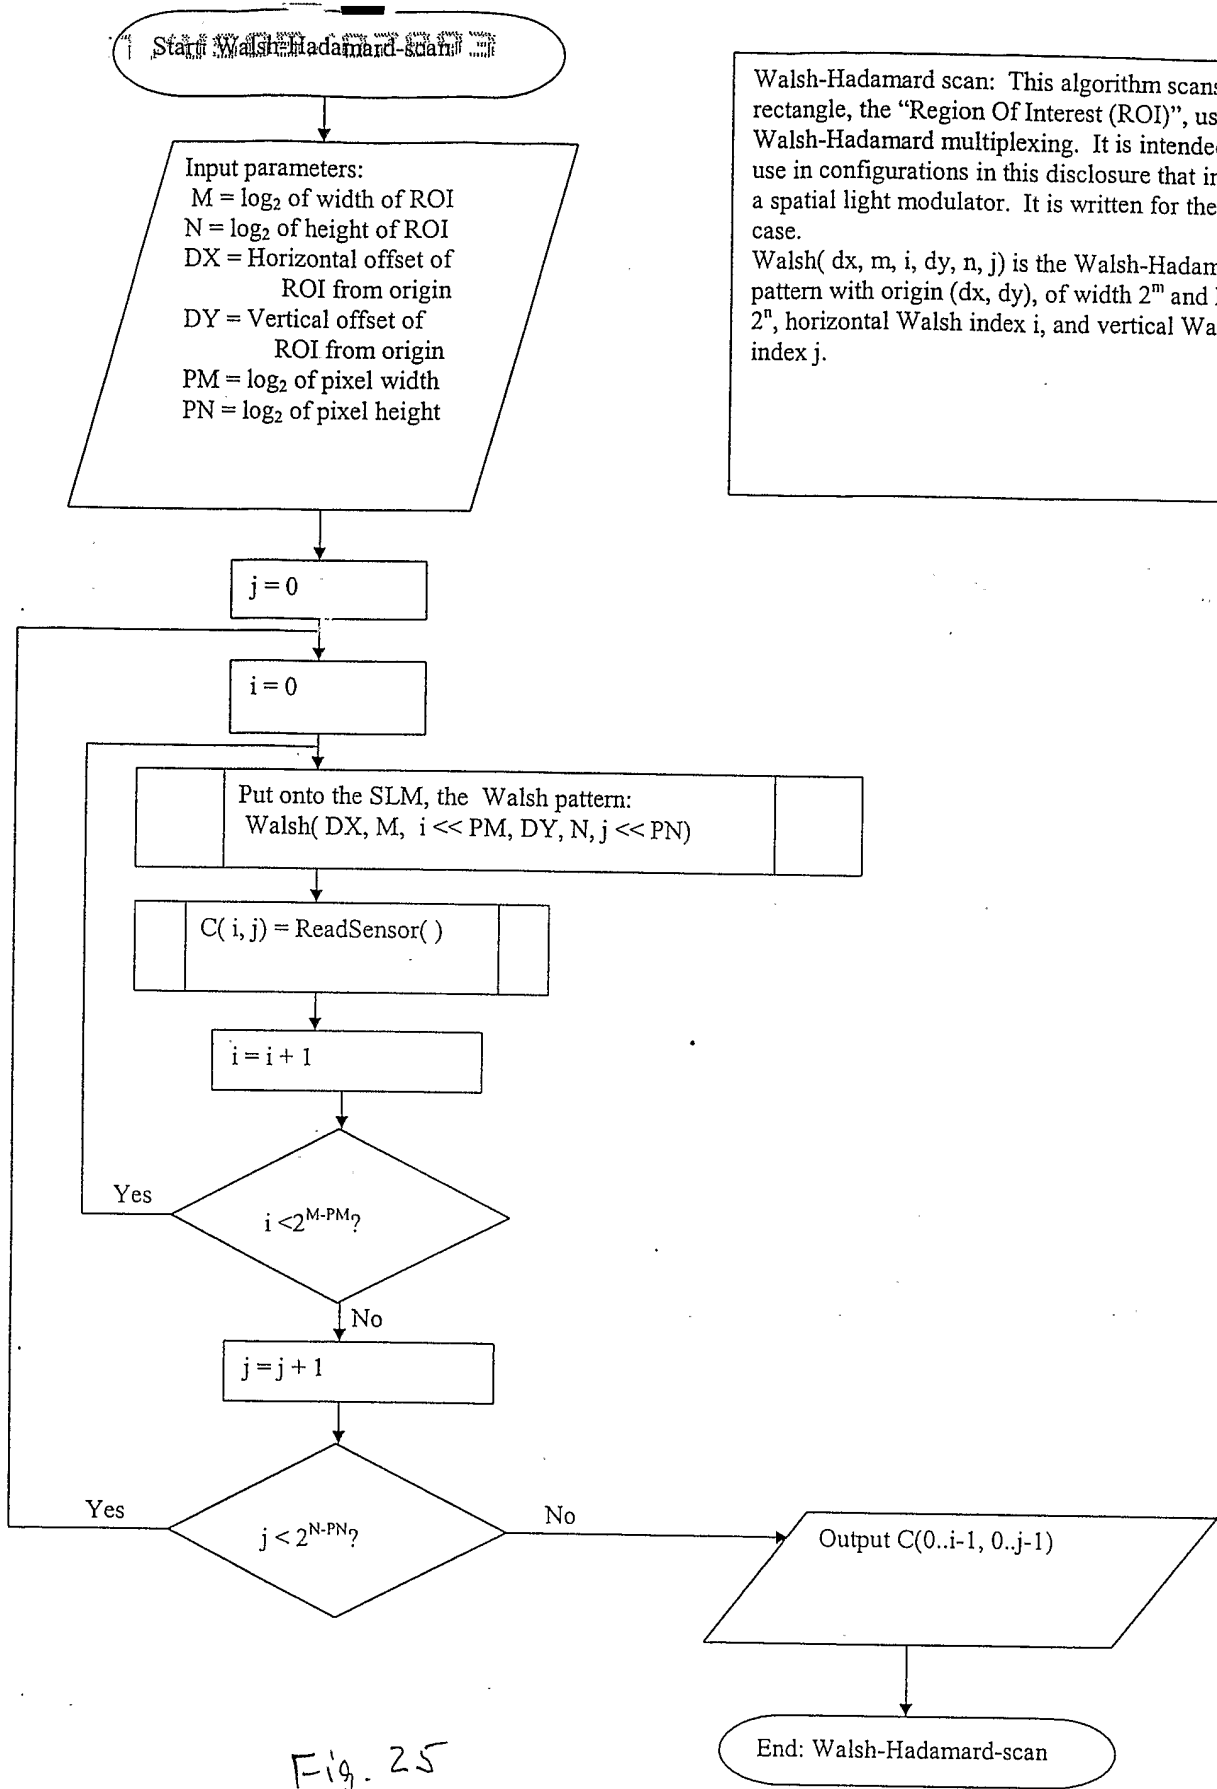 Start: Walsh-Hadamard-scan
Walsh-Hadamard scan: This algorithm scans
rectangle, the “Region Of Interest (ROI)”, us
Walsh-Hadamard multiplexing. It is intended
use in configurations in this disclosure that in
a spatial light modulator. It is written for the
case.
Walsh( dx, m, i, dy, n, j) is the Walsh-Hadam
pattern with origin (dx, dy), of width 2^m and
2^n, horizontal Walsh index i, and vertical Wa
index j.
Input parameters:
M = log₂ of width of ROI
N = log₂ of height of ROI
DX = Horizontal offset of
ROI from origin
DY = Vertical offset of
ROI from origin
PM = log₂ of pixel width
PN = log₂ of pixel height
j = 0
i = 0
Put onto the SLM, the Walsh pattern:
Walsh( DX, M, i << PM, DY, N, j << PN)
C( i, j) = ReadSensor( )
i = i + 1
Yes
i <2^M-PM?
No
j = j + 1
Yes
j < 2^N-PN?
No
Output C(0..i-1, 0..j-1)
End: Walsh-Hadamard-scan
Fig. 25